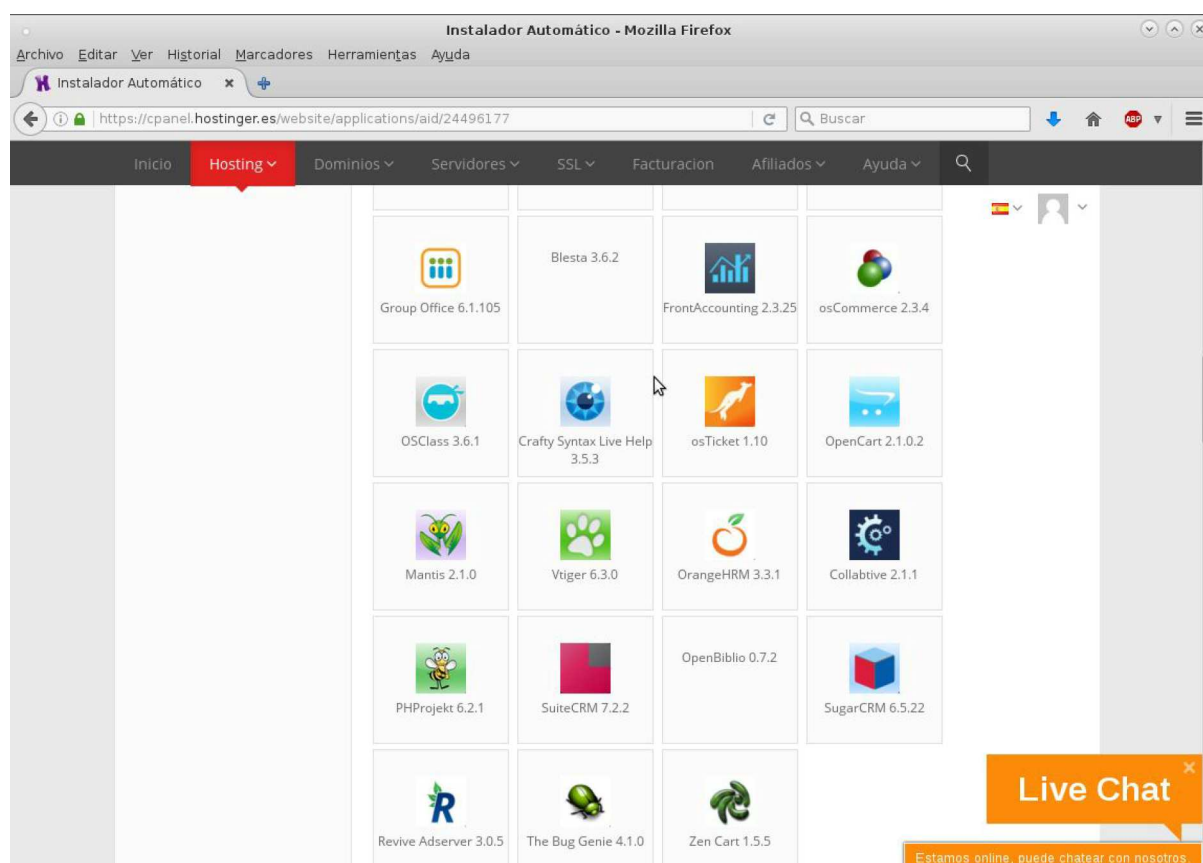 Instalador Automático - Mozilla Firefox
Archivo Editar Ver Historial Marcadores Herramientas Ayuda
Instalador Automático
https://cpanel.hostinger.es/website/applications/aid/24496177
Buscar
ABP
Inicio Hosting Dominios Servidores SSL Facturacion Afiliados Ayuda
Group Office 6.1.105
Blesta 3.6.2
FrontAccounting 2.3.25
osCommerce 2.3.4
OSClass 3.6.1
Crafty Syntax Live Help
3.5.3
osTicket 1.10
OpenCart 2.1.0.2
Mantis 2.1.0
Vtiger 6.3.0
OrangeHRM 3.3.1
Collabtive 2.1.1
PHProjekt 6.2.1
SuiteCRM 7.2.2
OpenBiblio 0.7.2
SugarCRM 6.5.22
Revive Adserver 3.0.5
The Bug Genie 4.1.0
Zen Cart 1.5.5
Live Chat
Estamos online, puede chatear con nosotros